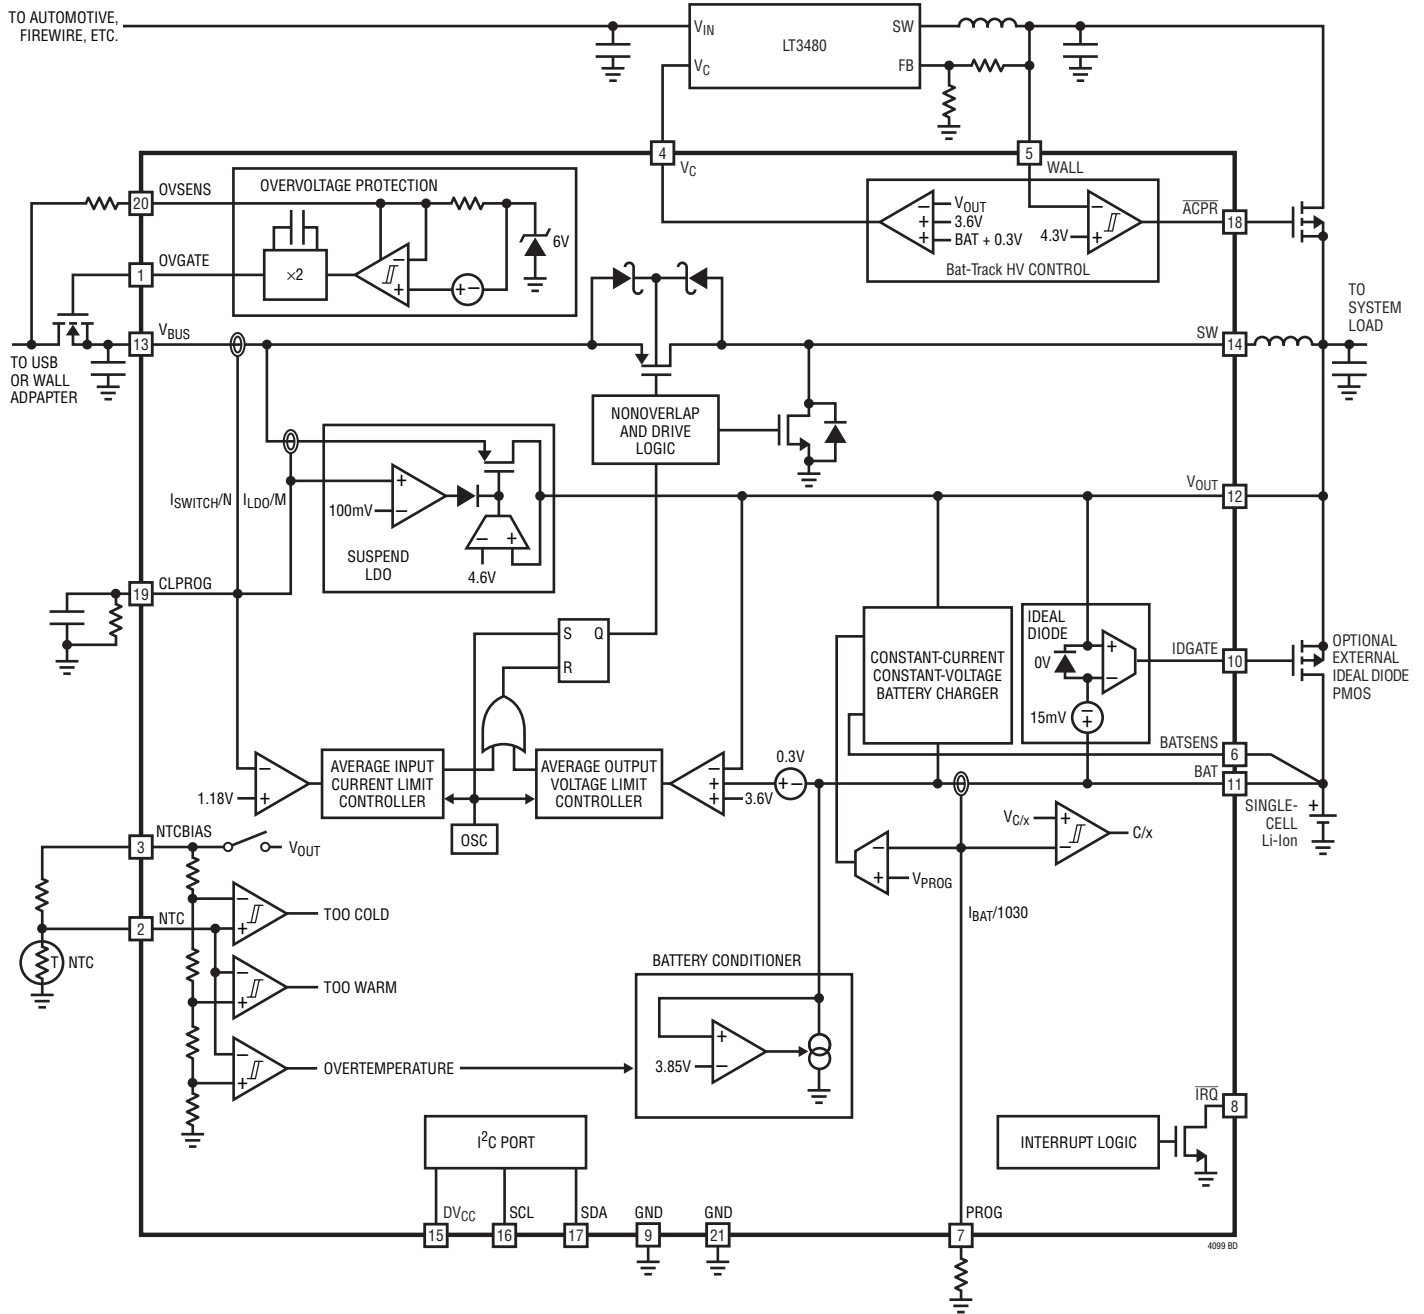 TO AUTOMOTIVE,
FIREWIRE, ETC.
VIN
SW
LT3480
VC
FB
4
VC
5
WALL
OVSENS
20
OVERVOLTAGE PROTECTION
6V
OVGATE
1
×2
+ −
− +
VOUT
3.6V
BAT + 0.3V
4.3V
− + +
− +
Bat-Track HV CONTROL
ACPR
18
TO
SYSTEM
LOAD
VBUS
13
SW
14
TO USB
OR WALL
ADPAPTER
NONOVERLAP
AND DRIVE
LOGIC
ISWITCH/N
ILDO/M
100mV
+ −
− +
4.6V
SUSPEND
LDO
VOUT
12
CLPROG
19
S Q
R
CONSTANT-CURRENT
CONSTANT-VOLTAGE
BATTERY CHARGER
IDEAL
DIODE
0V
+ −
15mV
− +
IDGATE
10
OPTIONAL
EXTERNAL
IDEAL DIODE
PMOS
BATSENS
6
BAT
11
1.18V
− +
AVERAGE INPUT
CURRENT LIMIT
CONTROLLER
AVERAGE OUTPUT
VOLTAGE LIMIT
CONTROLLER
− + +
0.3V
+ −
3.6V
OSC
SINGLE-
CELL
Li-Ion
+
VC/x
+ −
C/x
− +
VPROG
IBAT/1030
NTCBIAS
3
VOUT
− +
TOO COLD
NTC
2
T NTC
− +
TOO WARM
− +
OVERTEMPERATURE
BATTERY CONDITIONER
+ −
3.85V
IRQ
8
INTERRUPT LOGIC
I2C PORT
DVCC
15
SCL
16
SDA
17
GND
9
GND
21
PROG
7
4099 BD